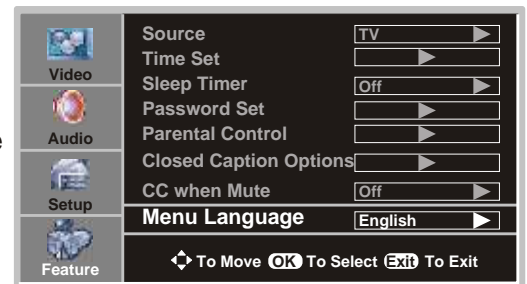 Video
Audio
Setup
Feature
Source TV
Time Set
Sleep Timer Off
Password Set
Parental Control
Closed Caption Options
CC when Mute Off
Menu Language English
To Move OK To Select Exit To Exit